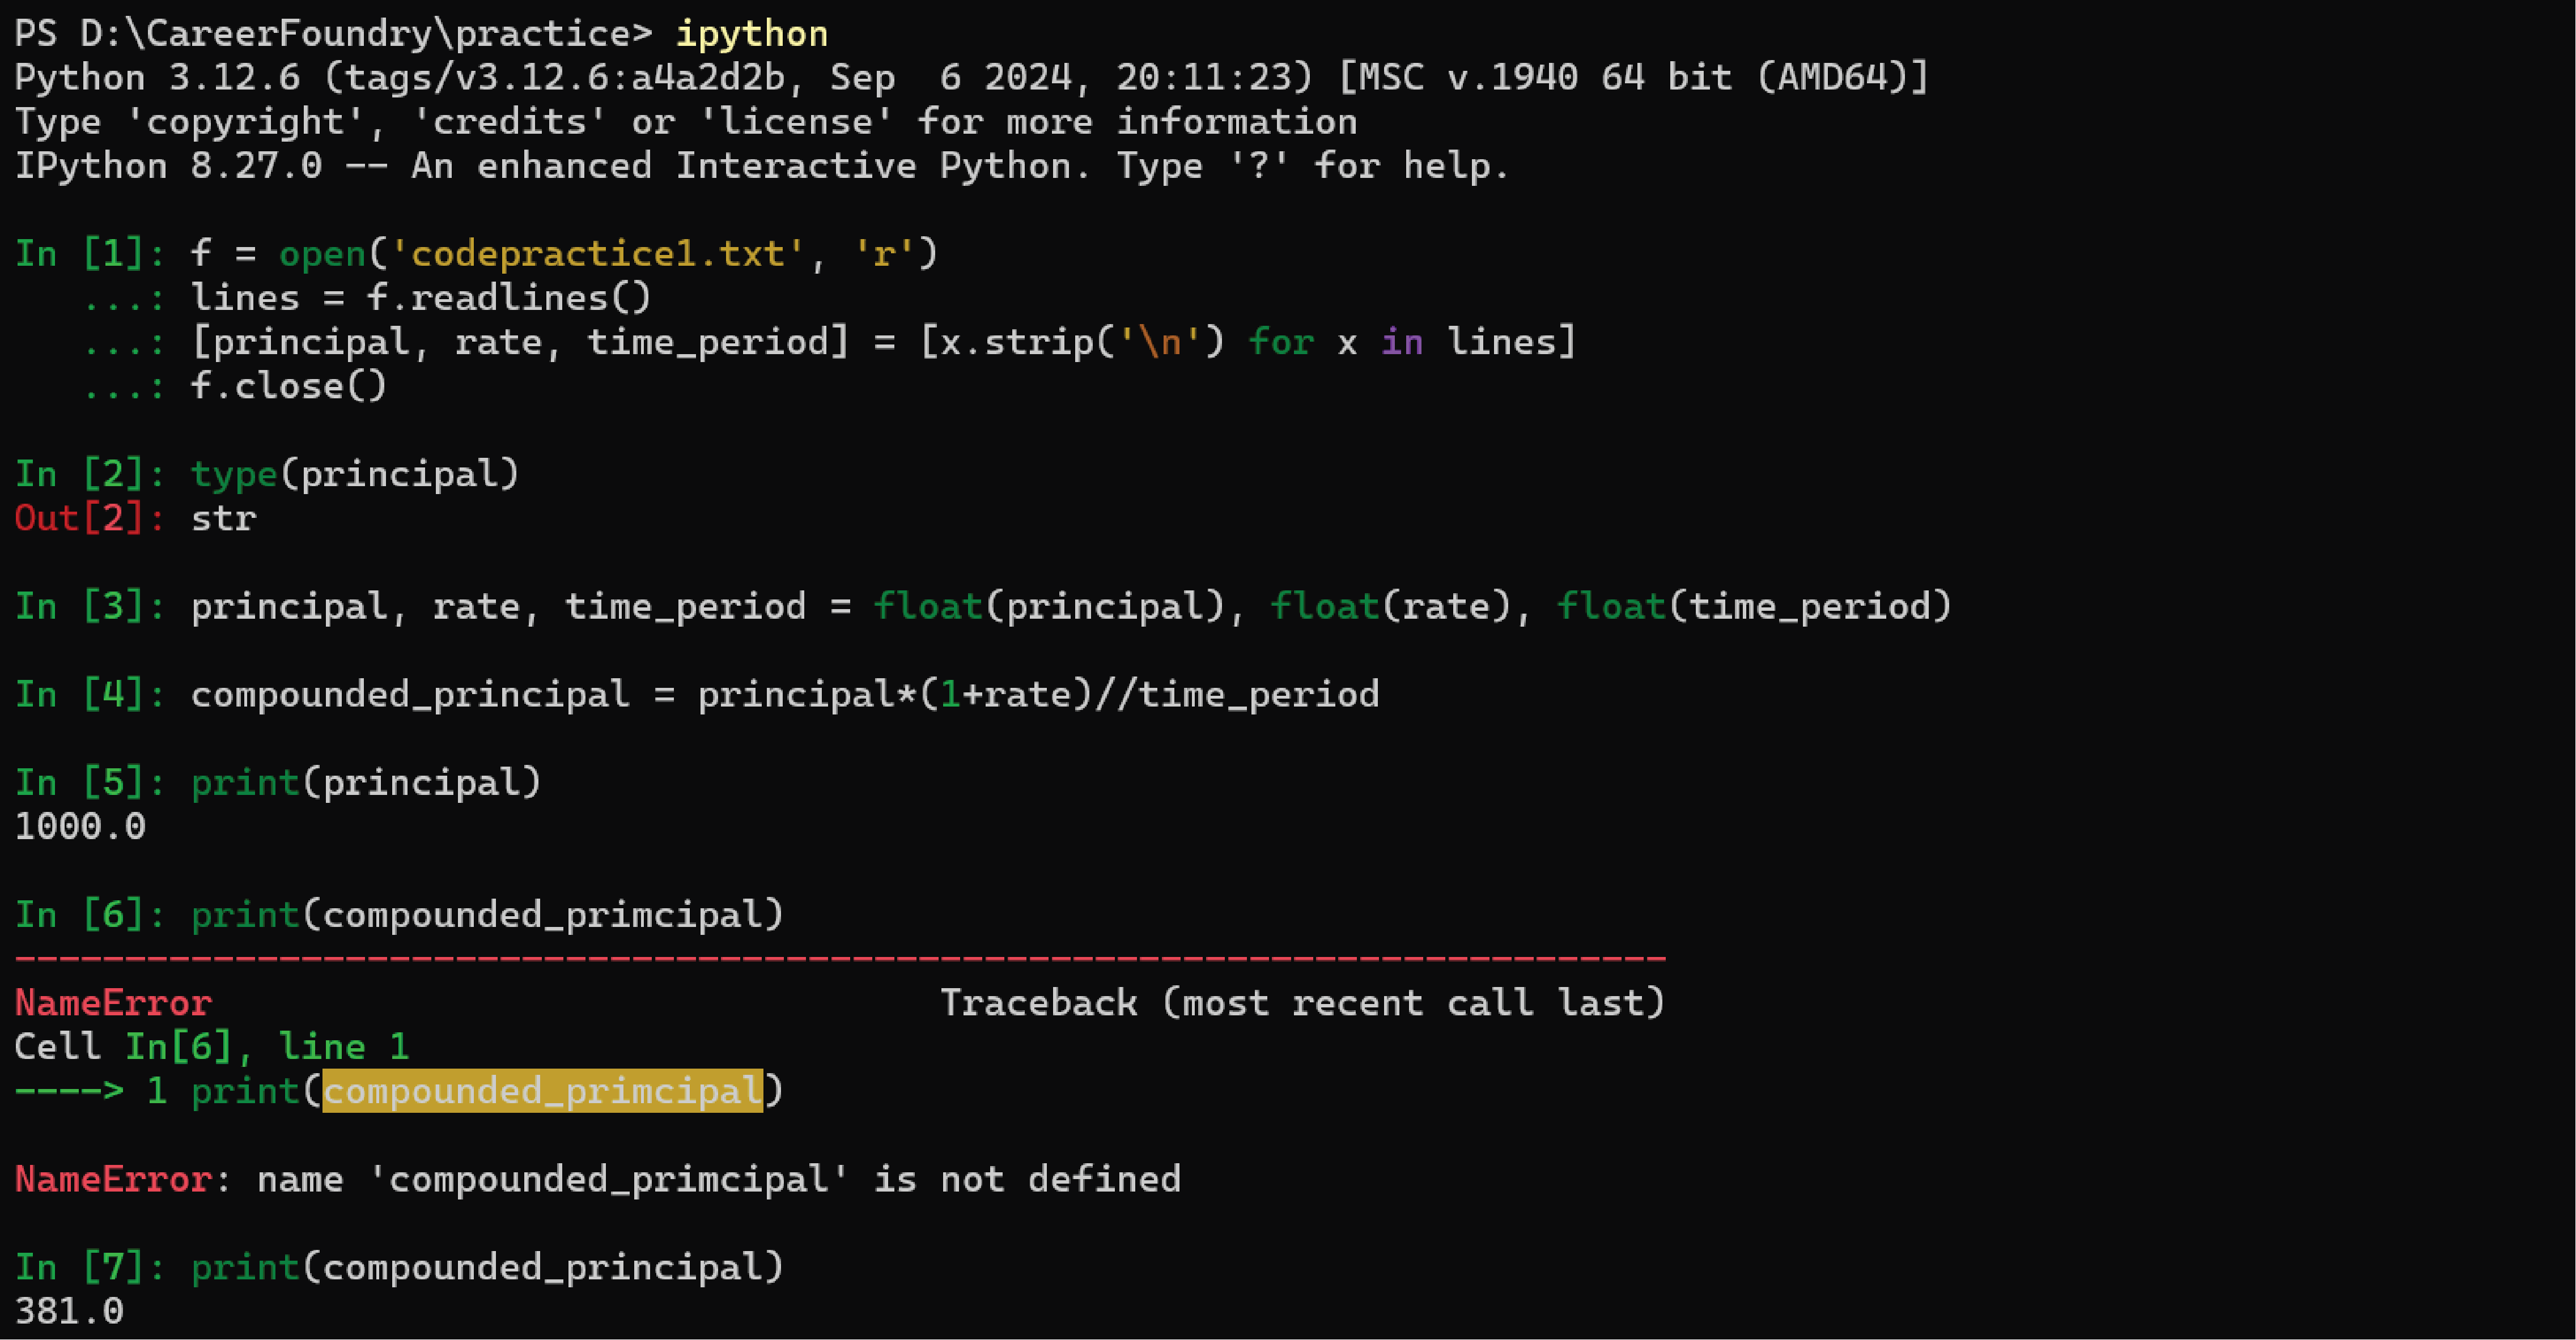 PS D:\CareerFoundry\practice> ipython
Python 3.12.6 (tags/v3.12.6:a4a2d2b, Sep  6 2024, 20:11:23) [MSC v.1940 64 bit (AMD64)]
Type 'copyright', 'credits' or 'license' for more information
IPython 8.27.0 -- An enhanced Interactive Python. Type '?' for help.

In [1]: f = open('codepractice1.txt', 'r')
   ...: lines = f.readlines()
   ...: [principal, rate, time_period] = [x.strip('\n') for x in lines]
   ...: f.close()

In [2]: type(principal)
Out[2]: str

In [3]: principal, rate, time_period = float(principal), float(rate), float(time_period)

In [4]: compounded_principal = principal*(1+rate)//time_period

In [5]: print(principal)
1000.0

In [6]: print(compounded_primcipal)
---------------------------------------------------------------------------
NameError                                 Traceback (most recent call last)
Cell In[6], line 1
----> 1 print(compounded_primcipal)

NameError: name 'compounded_primcipal' is not defined

In [7]: print(compounded_principal)
381.0